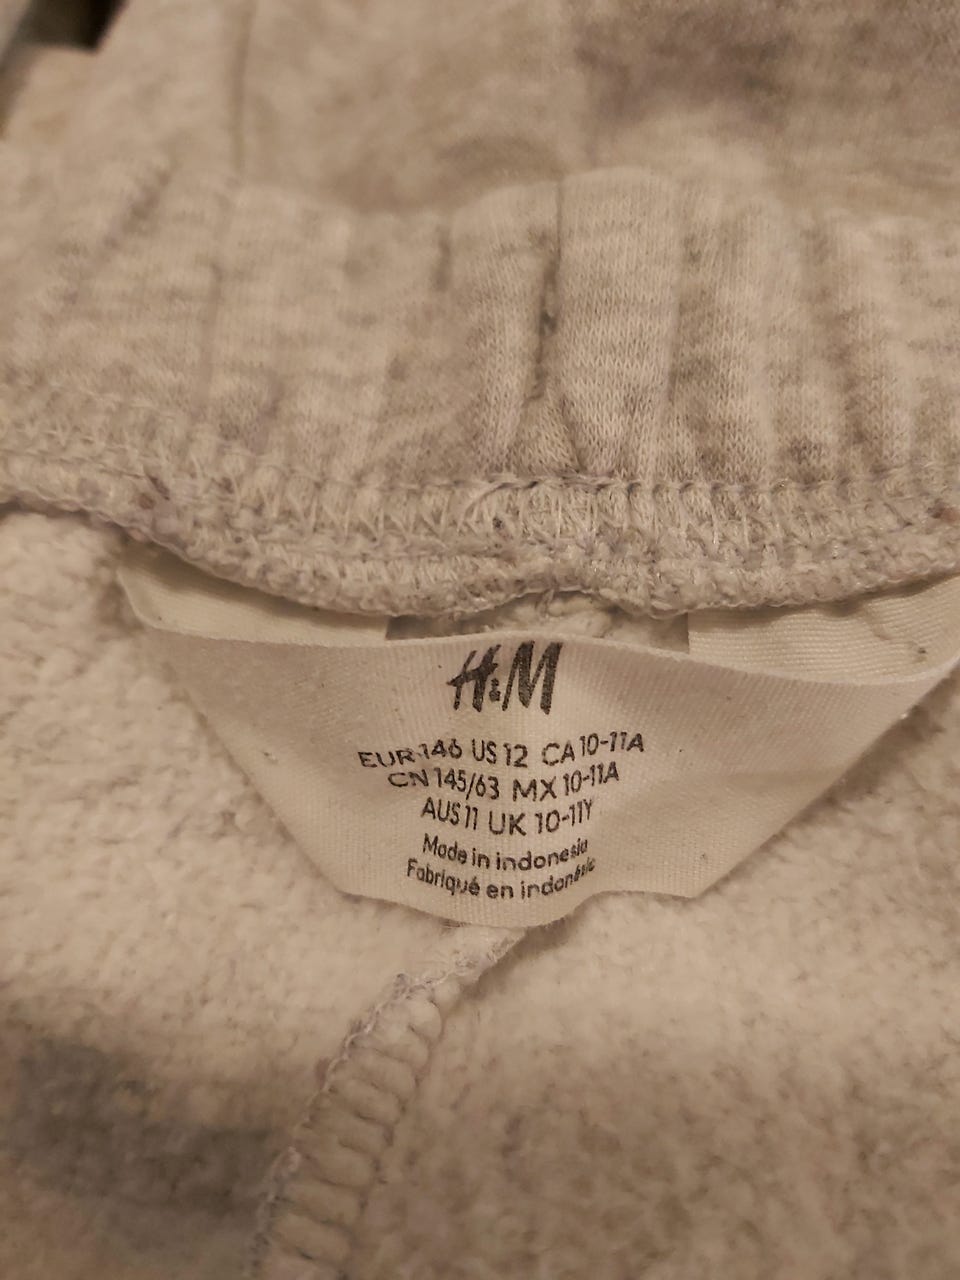 H&M
EUR 146 US 12 CA 10-11A
CN 145/63 MX 10-11A
AUS 11 UK 10-11Y
Made in indonesia
Fabriqué en indonésie